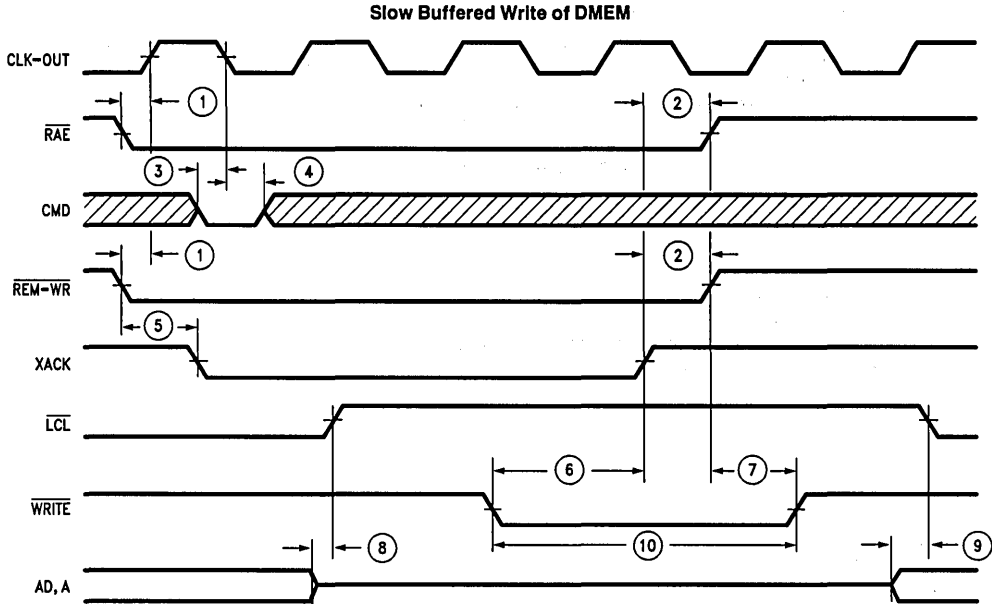 Slow Buffered Write of DMEM
CLK-OUT
1
2
RAE
3
4
CMD
1
2
REM-WR
5
XACK
LCL
6
7
WRITE
10
8
9
AD, A